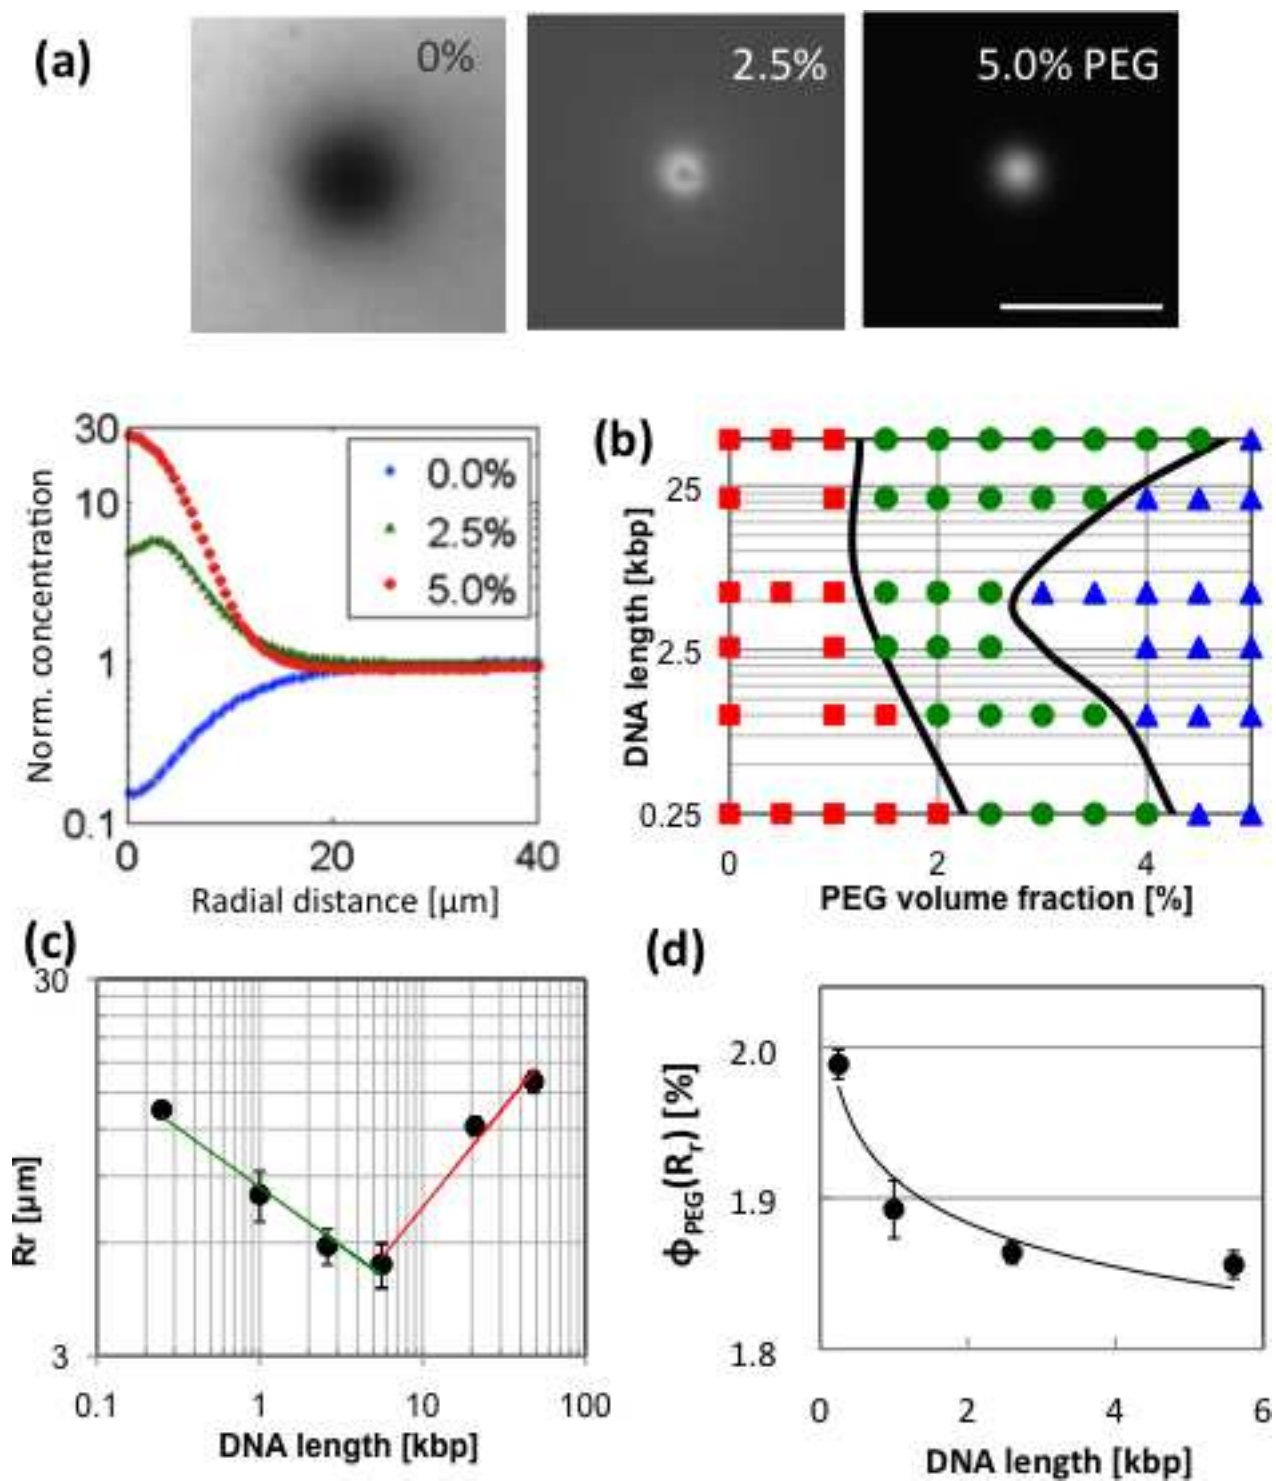 (a)
0%
2.5%
5.0% PEG
30
10
1
0.1
0
20
40
Norm. concentration
Radial distance [μm]
0.0%
2.5%
5.0%
(b)
25
2.5
0.25
0
2
4
DNA length [kbp]
PEG volume fraction [%]
(c)
30
3
0.1
1
10
100
Rr [μm]
DNA length [kbp]
(d)
2.0
1.9
1.8
0
2
4
6
ϕPEG(Rr) [%]
DNA length [kbp]